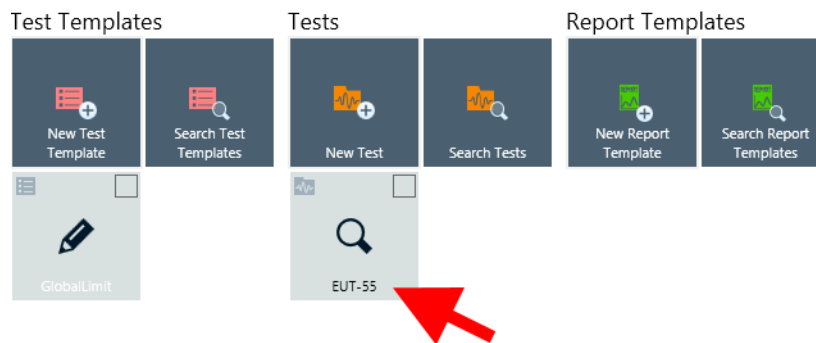 Test Templates
Tests
Report Templates
New Test
Template
Search Test
Templates
New Test
Search Tests
New Report
Template
Search Report
Templates
GlobalLimit
EUT-55